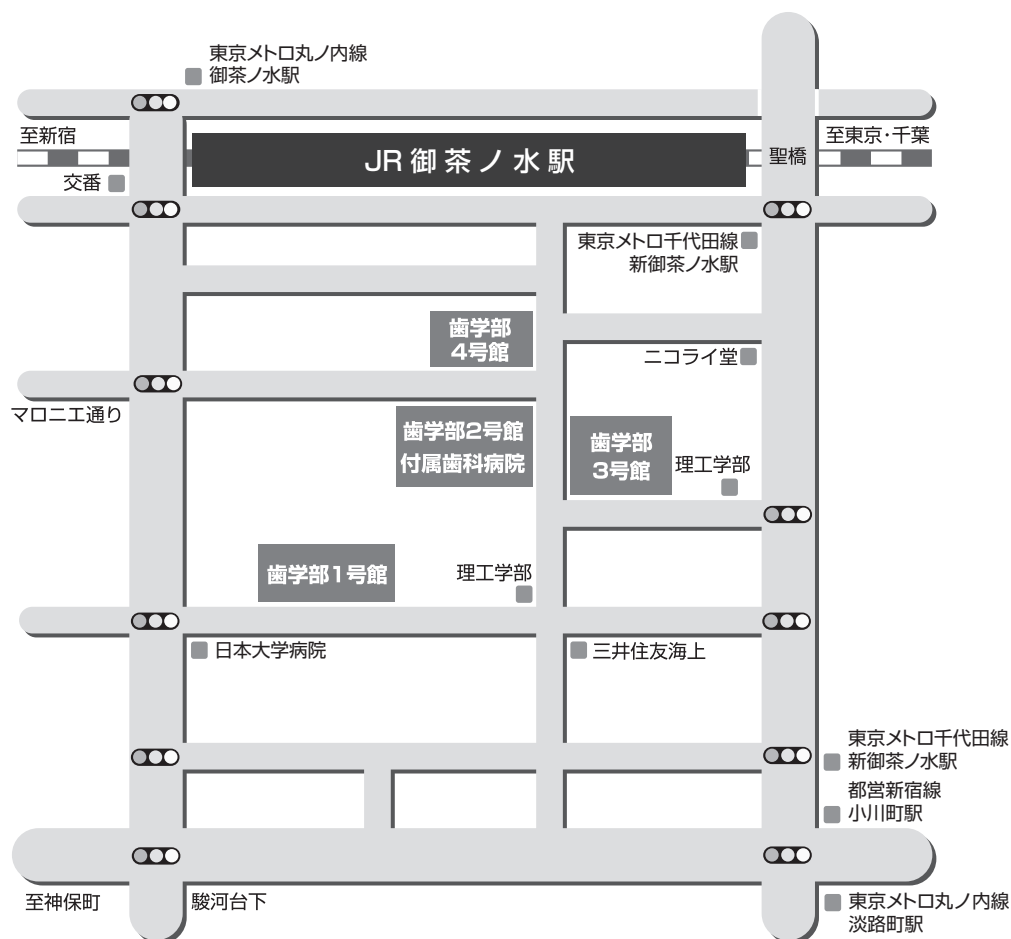 東京メトロ丸ノ内線
御茶ノ水駅
至新宿
JR御茶ノ水駅
聖橋
至東京・千葉
交番
東京メトロ千代田線
新御茶ノ水駅
歯学部
4号館
ニコライ堂
マロニエ通り
歯学部2号館
付属歯科病院
歯学部
3号館
理工学部
歯学部1号館
理工学部
日本大学病院
三井住友海上
東京メトロ千代田線
新御茶ノ水駅
都営新宿線
小川町駅
至神保町
駿河台下
東京メトロ丸ノ内線
淡路町駅